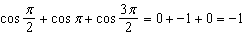 cos π/2 + cos π + cos 3π/2 = 0 + −1 + 0 = −1